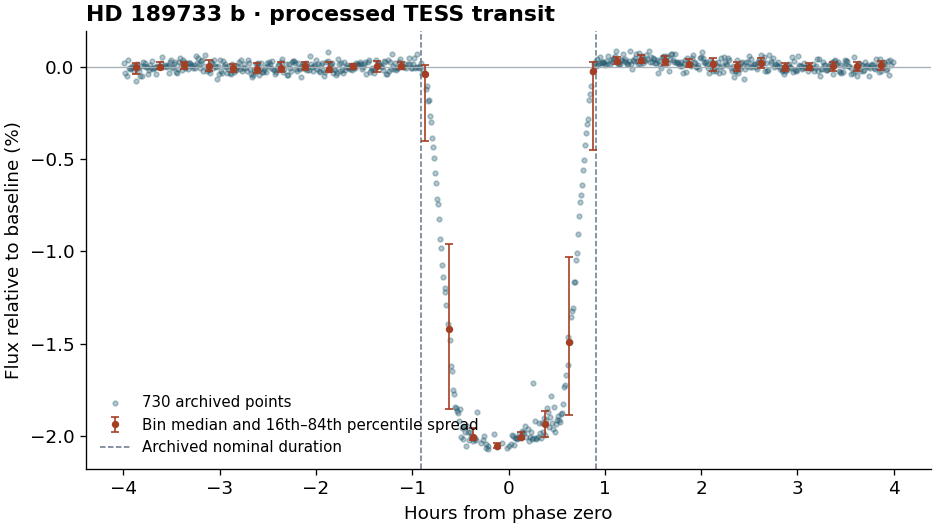 HD 189733 b · processed TESS transit
Flux relative to baseline (%)
0.0
−0.5
−1.0
−1.5
−2.0
730 archived points
Bin median and 16th–84th percentile spread
Archived nominal duration
−4 −3 −2 −1 0 1 2 3 4
Hours from phase zero